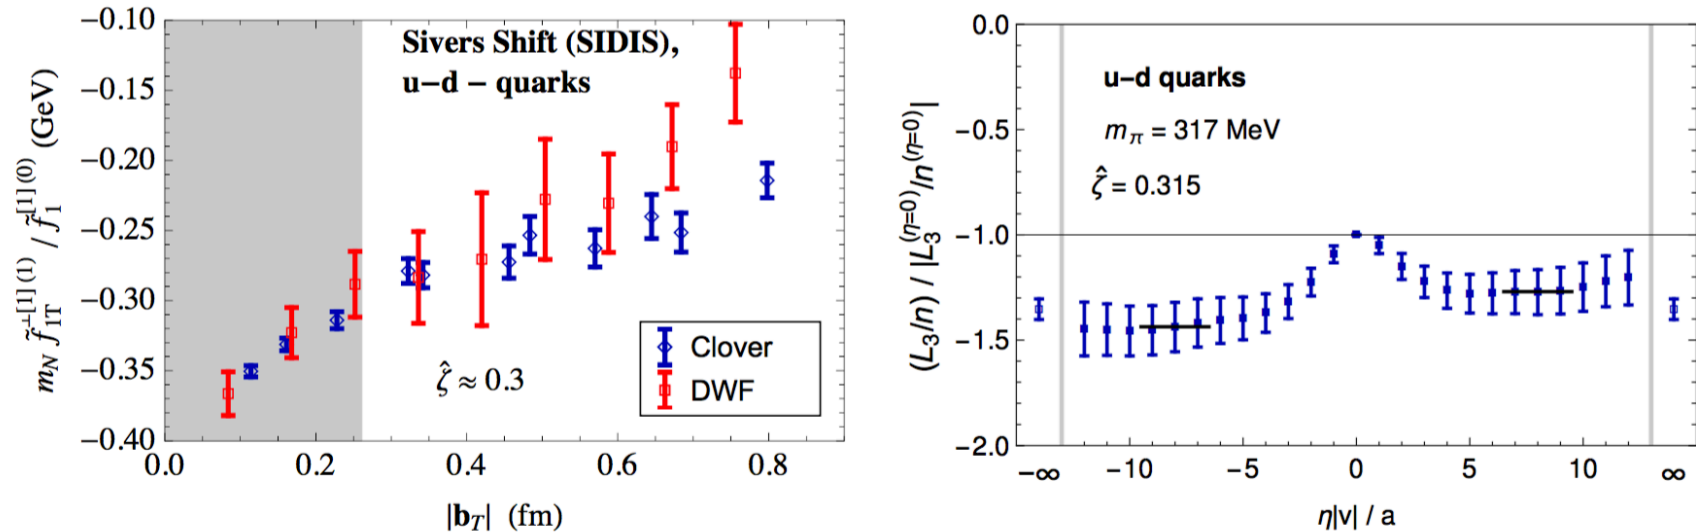 Sivers Shift (SIDIS),
u−d − quarks
m_N f̃_{1T}^{⊥[1](1)} / f̃_1^{[1](0)} (GeV)
−0.10
−0.15
−0.20
−0.25
−0.30
−0.35
−0.40
ζ̂ ≈ 0.3
Clover
DWF
0.0 0.2 0.4 0.6 0.8
|b_T| (fm)
(L_3/n) / |L_3^{(η=0)}/n^{(η=0)}|
0.0
−0.5
−1.0
−1.5
−2.0
u−d quarks
m_π = 317 MeV
ζ̂ = 0.315
−∞ −10 −5 0 5 10 ∞
η|v| / a